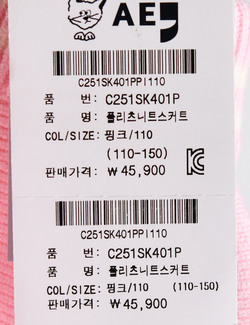 AE
C251SK401PPI110
품 번: C251SK401P
품 명: 플리츠니트스커트
COL/SIZE: 핑크/110
(110-150)
판매가격: ₩45,900
C251SK401PPI110
품 번: C251SK401P
품 명: 플리츠니트스커트
COL/SIZE: 핑크/110 (110-150)
판매가격: ₩45,900